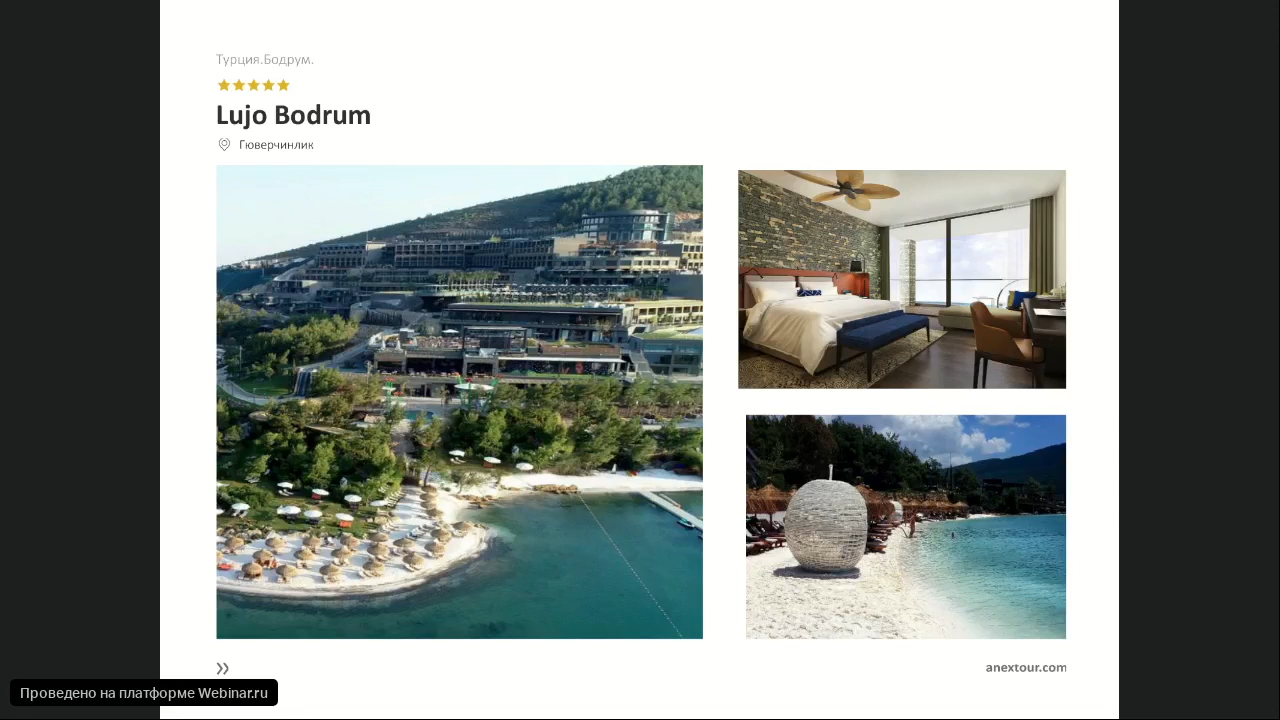 Турция.Бодрум.
Lujo Bodrum
Гюверчинлик
anextour.com
Проведено на платформе Webinar.ru